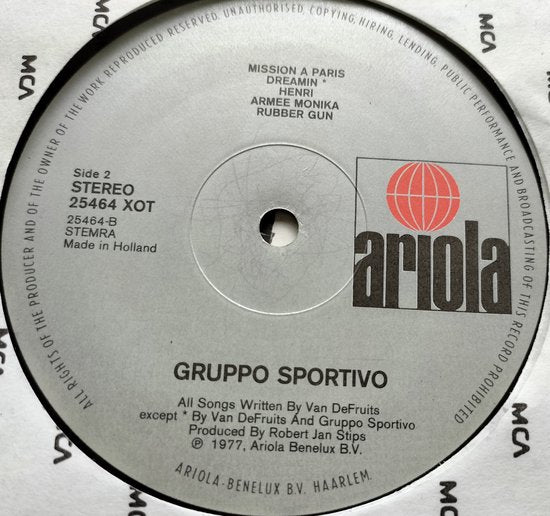 ALL RIGHTS OF THE PRODUCER AND OF THE OWNER OF THE WORK REPRODUCED RESERVED. UNAUTHORISED, COPYING, HIRING, LENDING, PUBLIC PERFORMANCE AND BROADCASTING OF THIS RECORD PROHIBITED
MISSION A PARIS
DREAMIN *
HENRI
ARMEE MONIKA
RUBBER GUN
Side 2
STEREO
25464 XOT
25464-B
STEMRA
Made in Holland
ariola
GRUPPO SPORTIVO
All Songs Written By Van DeFruits
except * By Van DeFruits And Gruppo Sportivo
Produced By Robert Jan Stips
℗ 1977, Ariola Benelux B.V.
ARIOLA-BENELUX B.V. HAARLEM.
MCA
MCA
MCA
MCA
MCA
MCA
MCA
MCA